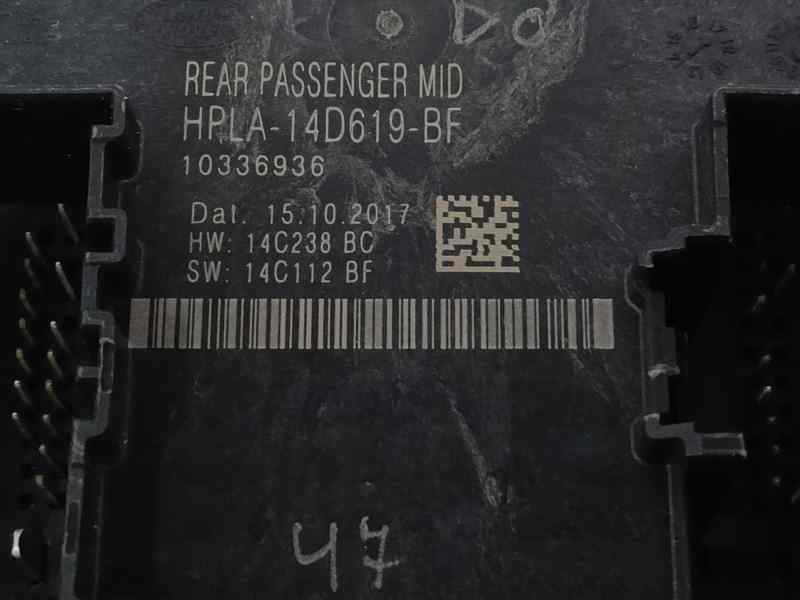 REAR PASSENGER MID
HPLA-14D619-BF
10336936
Dat. 15.10.2017
HW: 14C238 BC
SW: 14C112 BF
47